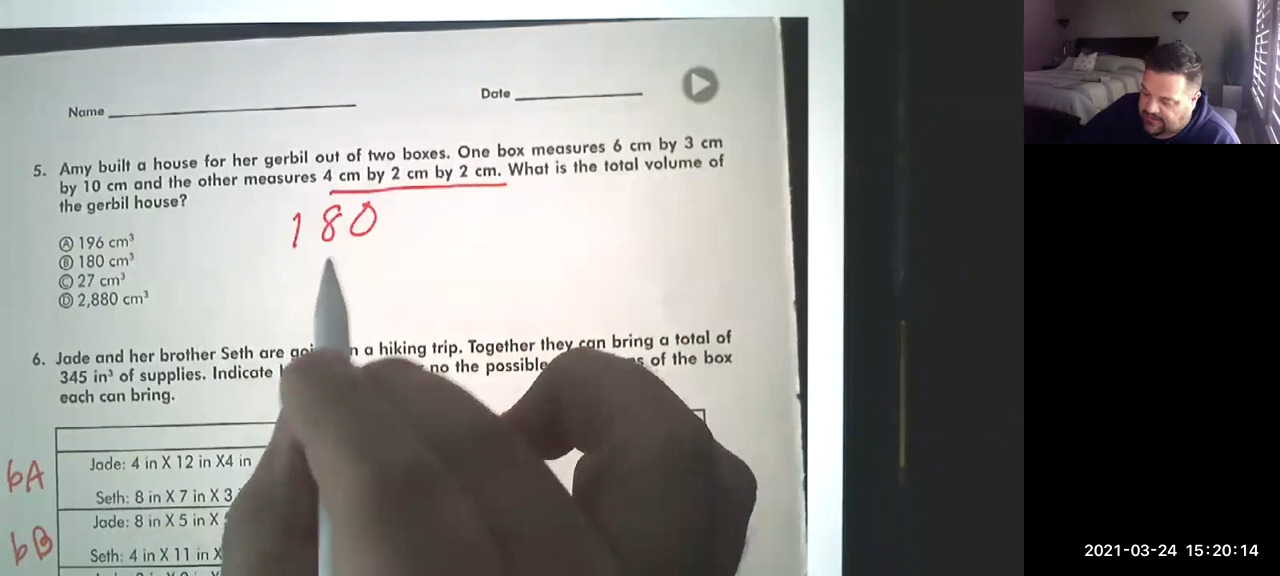 Name
Date
5. Amy built a house for her gerbil out of two boxes. One box measures 6 cm by 3 cm
by 10 cm and the other measures 4 cm by 2 cm by 2 cm. What is the total volume of
the gerbil house?
180
Ⓐ 196 cm³
Ⓑ 180 cm³
Ⓒ 27 cm³
Ⓓ 2,880 cm³
6. Jade and her brother Seth are a hiking trip. Together they can bring a total of
345 in³ of supplies. Indicate no the possible of the box
each can bring.
6A
Jade: 4 in X 12 in X4 in
Seth: 8 in X 7 in X 3
6B
Jade: 8 in X 5 in X
Seth: 4 in X 11 in X
2021-03-24 15:20:14